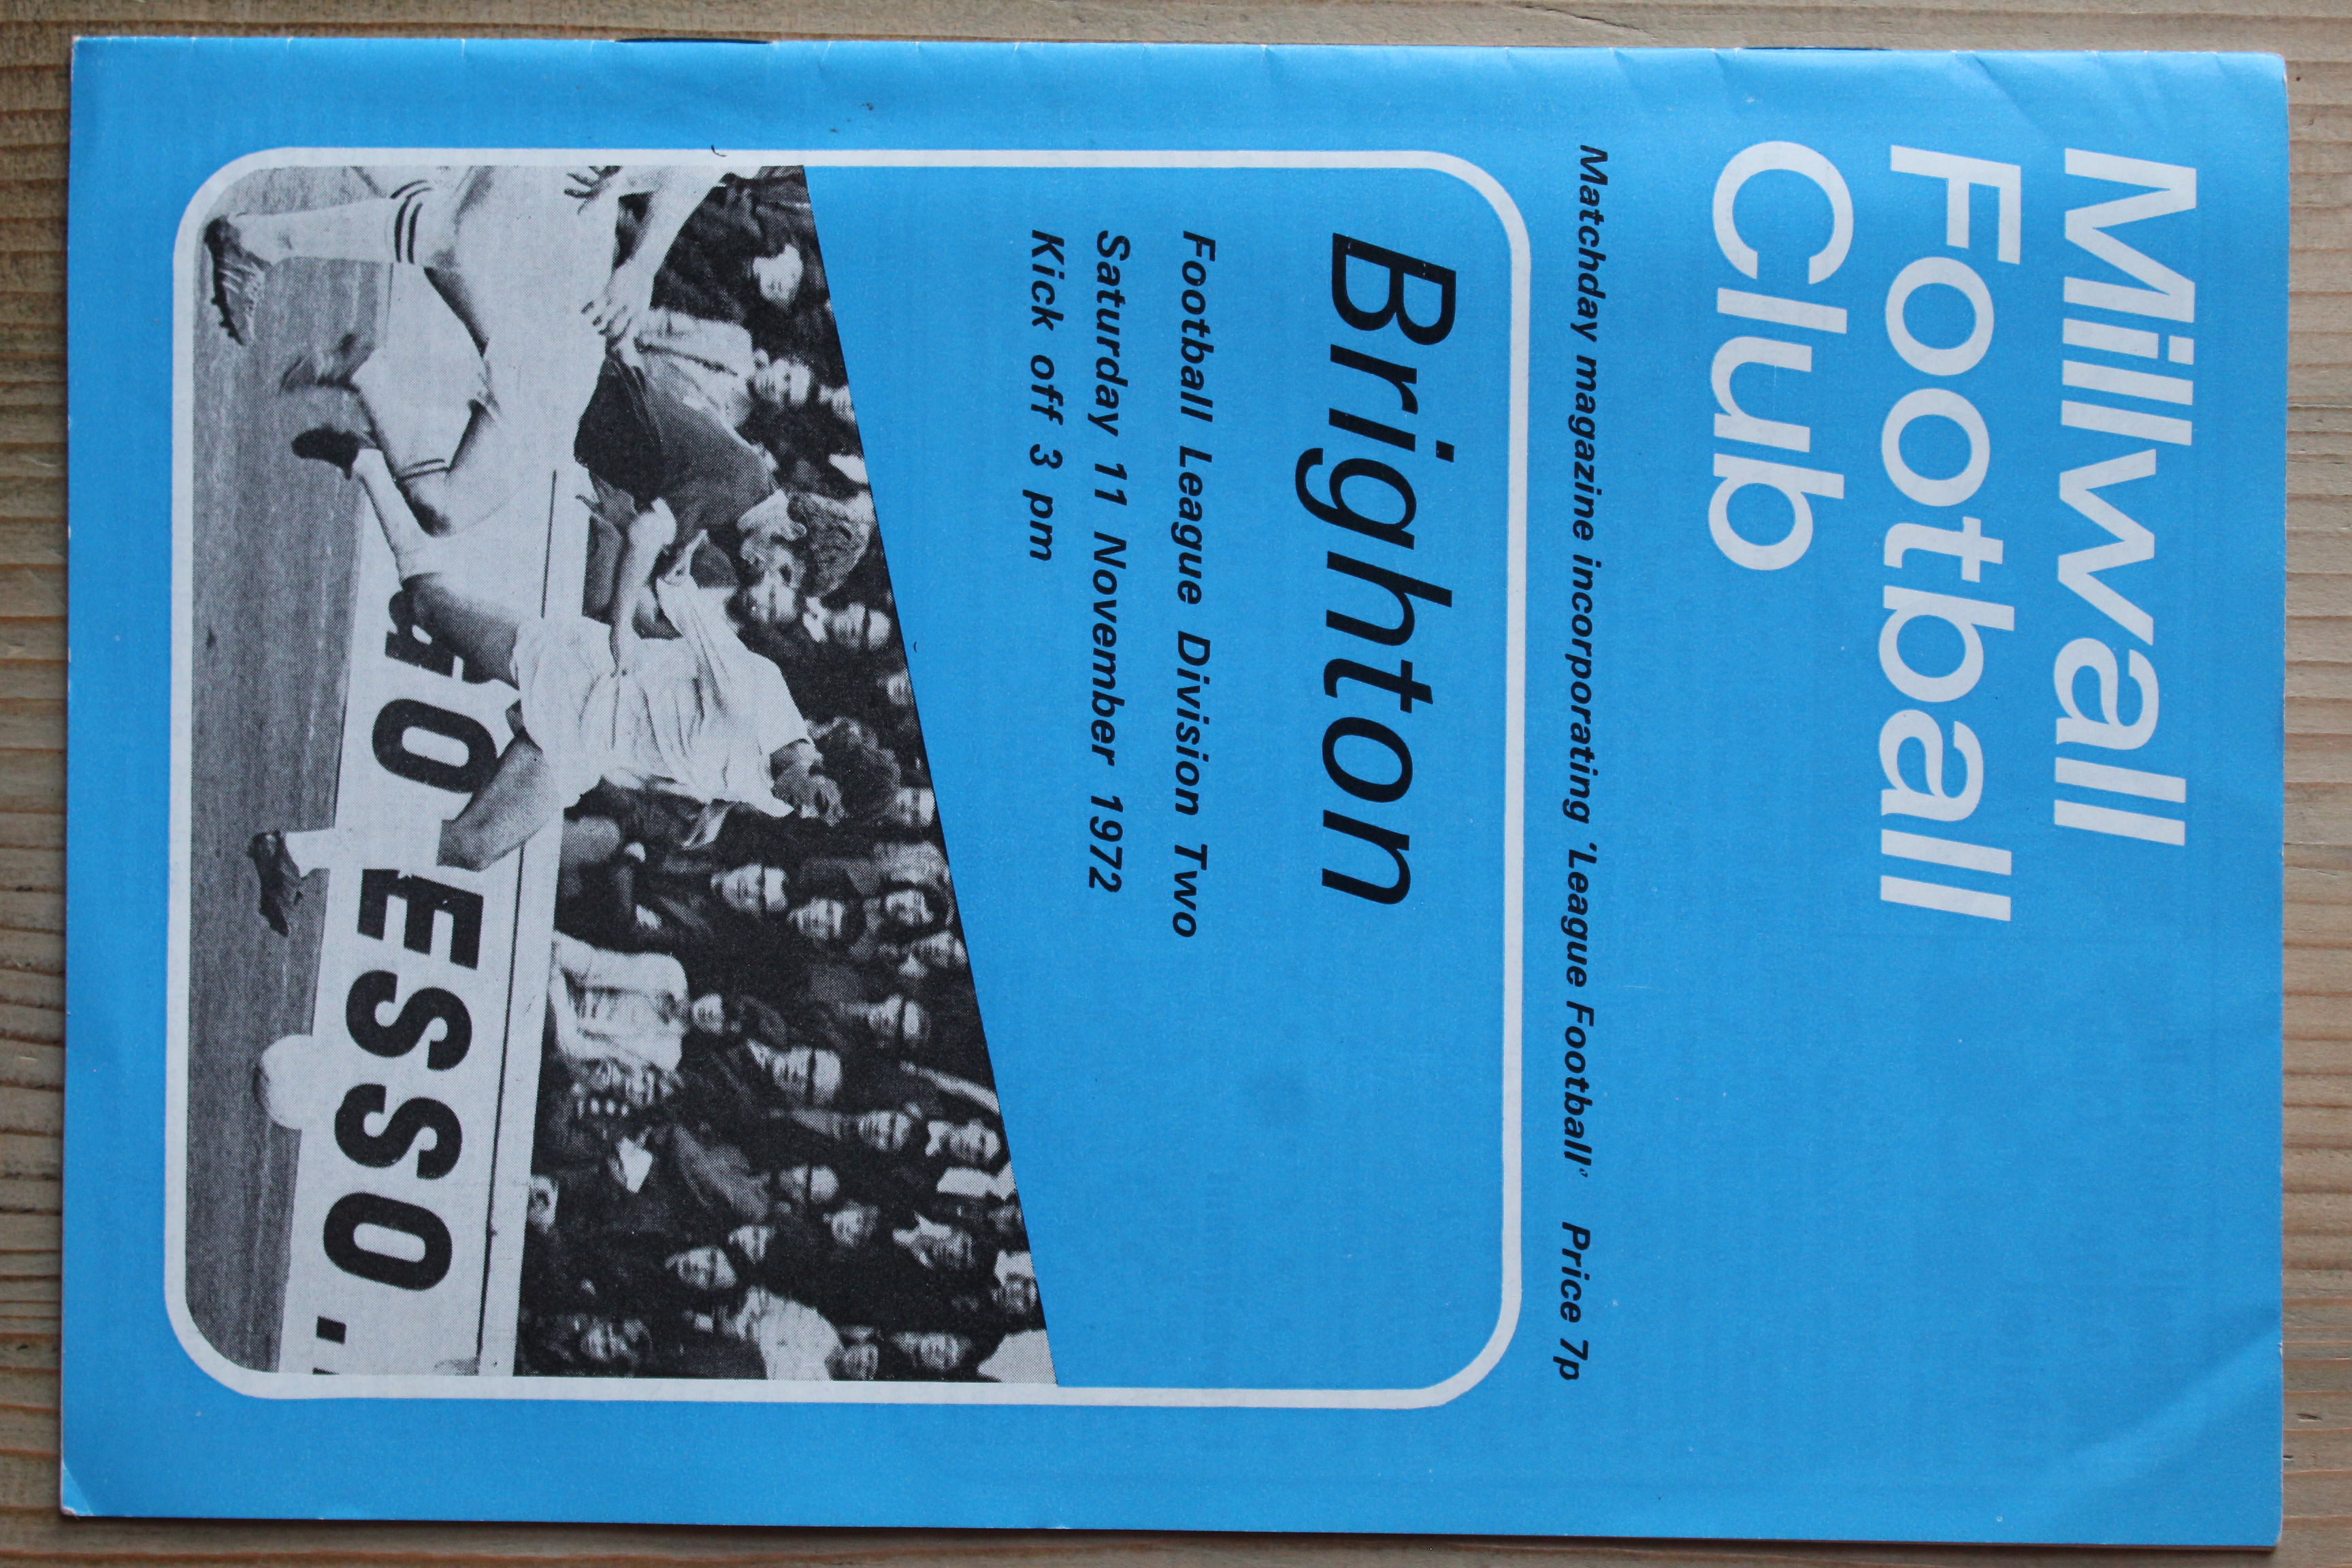 Millwall
Football
Club
Matchday magazine incorporating 'League Football' Price 7p
Brighton
Football League Division Two
Saturday 11 November 1972
Kick off 3 pm
GO ESSO